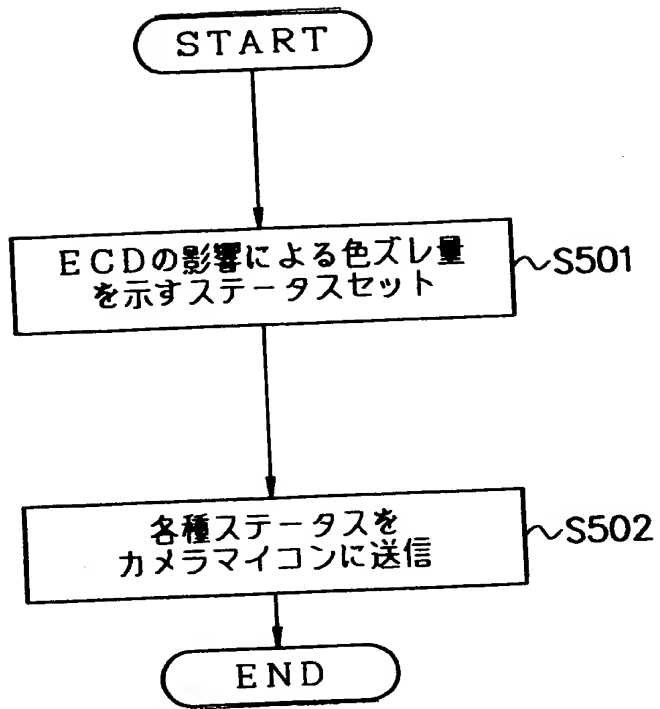 START
ECDの影響による色ズレ量
を示すステータスセット
S501
各種ステータスを
カメラマイコンに送信
S502
END